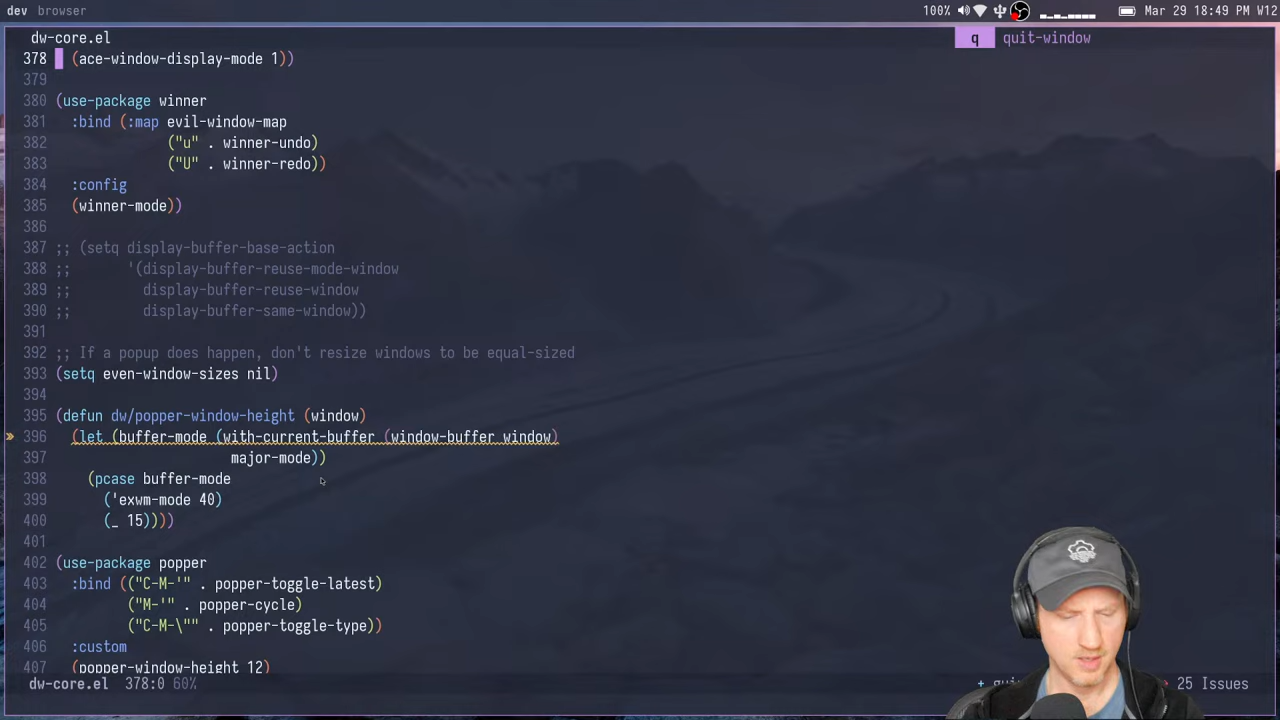 dev browser
100% Mar 29 18:49 PM W12
dw-core.el
q quit-window
378 (ace-window-display-mode 1))
379
380 (use-package winner
381 :bind (:map evil-window-map
382 ("u" . winner-undo)
383 ("U" . winner-redo))
384 :config
385 (winner-mode))
386
387 ;; (setq display-buffer-base-action
388 ;; '(display-buffer-reuse-mode-window
389 ;; display-buffer-reuse-window
390 ;; display-buffer-same-window))
391
392 ;; If a popup does happen, don't resize windows to be equal-sized
393 (setq even-window-sizes nil)
394
395 (defun dw/popper-window-height (window)
» 396 (let (buffer-mode (with-current-buffer (window-buffer window)
397 major-mode))
398 (pcase buffer-mode
399 ('exwm-mode 40)
400 (_ 15))))
401
402 (use-package popper
403 :bind (("C-M-'" . popper-toggle-latest)
404 ("M-'" . popper-cycle)
405 ("C-M-\"" . popper-toggle-type))
406 :custom
407 (popper-window-height 12)
dw-core.el 378:0 60% 25 Issues